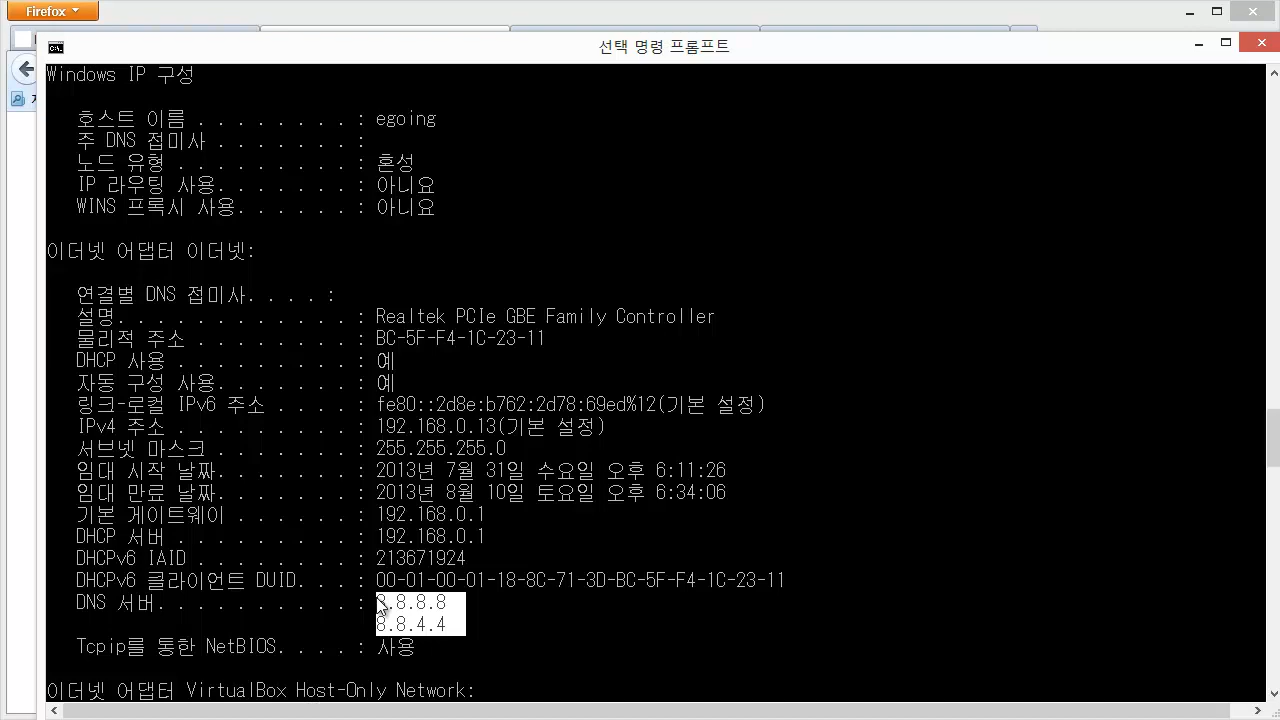 Firefox
선택 명령 프롬프트
Windows IP 구성
호스트 이름 . . . . . . . . : egoing
주 DNS 접미사 . . . . . . . :
노드 유형 . . . . . . . . . : 혼성
IP 라우팅 사용. . . . . . . : 아니요
WINS 프록시 사용. . . . . . : 아니요
이더넷 어댑터 이더넷:
연결별 DNS 접미사. . . . :
설명. . . . . . . . . . . . : Realtek PCIe GBE Family Controller
물리적 주소 . . . . . . . . : BC-5F-F4-1C-23-11
DHCP 사용 . . . . . . . . . : 예
자동 구성 사용. . . . . . . : 예
링크-로컬 IPv6 주소 . . . . : fe80::2d8e:b762:2d78:69ed%12(기본 설정)
IPv4 주소 . . . . . . . . . : 192.168.0.13(기본 설정)
서브넷 마스크 . . . . . . . : 255.255.255.0
임대 시작 날짜. . . . . . . : 2013년 7월 31일 수요일 오후 6:11:26
임대 만료 날짜. . . . . . . : 2013년 8월 10일 토요일 오후 6:34:06
기본 게이트웨이 . . . . . . : 192.168.0.1
DHCP 서버 . . . . . . . . . : 192.168.0.1
DHCPv6 IAID . . . . . . . . : 213671924
DHCPv6 클라이언트 DUID. . . : 00-01-00-01-18-8C-71-3D-BC-5F-F4-1C-23-11
DNS 서버. . . . . . . . . . : 8.8.8.8
8.8.4.4
Tcpip를 통한 NetBIOS. . . . : 사용
이더넷 어댑터 VirtualBox Host-Only Network: